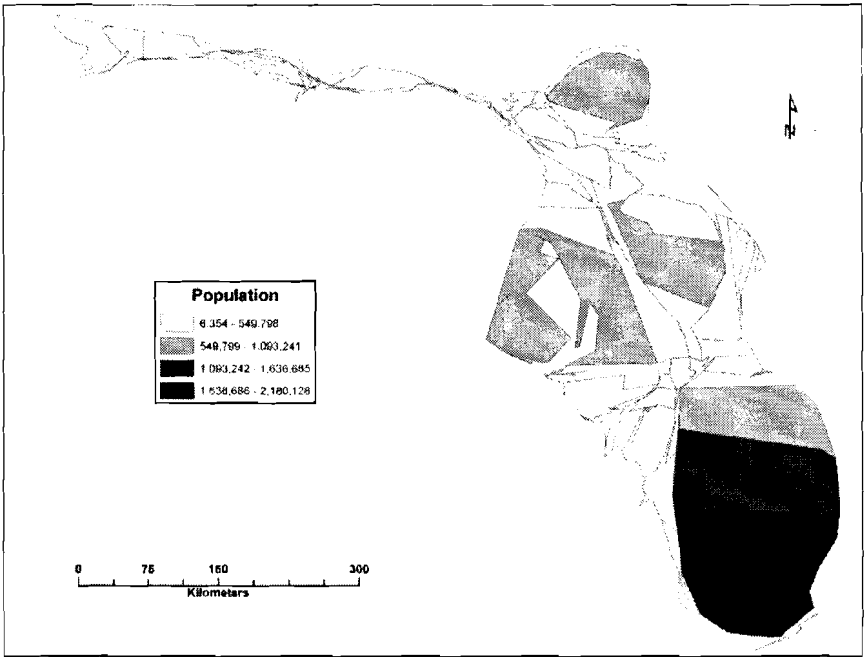 N
Population
6.354 - 549.798
549,799 - 1.093,241
1 093,242 - 1,636,685
1 636,686 - 2,180,128
0 75 150 300
Kilometers